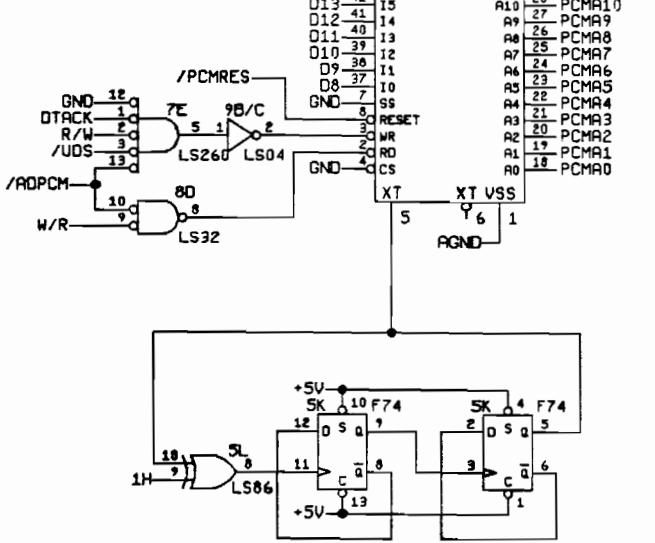 D13 I5 A10 PCMA10
D12 41 I4 A9 27 PCMA9
D11 40 I3 A8 26 PCMA8
D10 39 I2 A7 25 PCMA7
D9 38 I1 A6 24 PCMA6
D8 37 I0 A5 23 PCMA5
GND 7 SS A4 22 PCMA4
/PCMRES 8 RESET A3 21 PCMA3
3 WR A2 20 PCMA2
2 RD A1 19 PCMA1
GND 4 CS A0 18 PCMA0
XT XT VSS
5 6 1
AGND
GND 12 7E 9B/C
DTACK 1
R/W 2 5 1 2
/UDS 3 LS260 LS04
13
/ADPCM
10 8D
W/R 9 8
LS32
+5V 10 4
5K F74 5K F74
12 D S Q 9 2 D S Q 5
10 5L
1H 9 8 11 Q 8 3 Q 6
LS86
C C
+5V 13 1